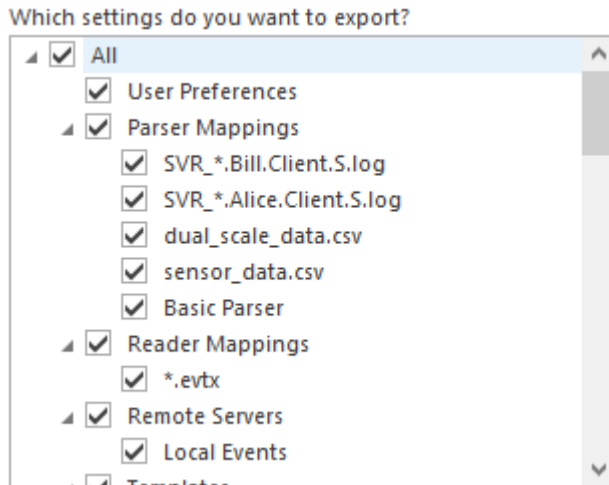 Which settings do you want to export?
All
User Preferences
Parser Mappings
SVR_*.Bill.Client.S.log
SVR_*.Alice.Client.S.log
dual_scale_data.csv
sensor_data.csv
Basic Parser
Reader Mappings
*.evtx
Remote Servers
Local Events
Templates